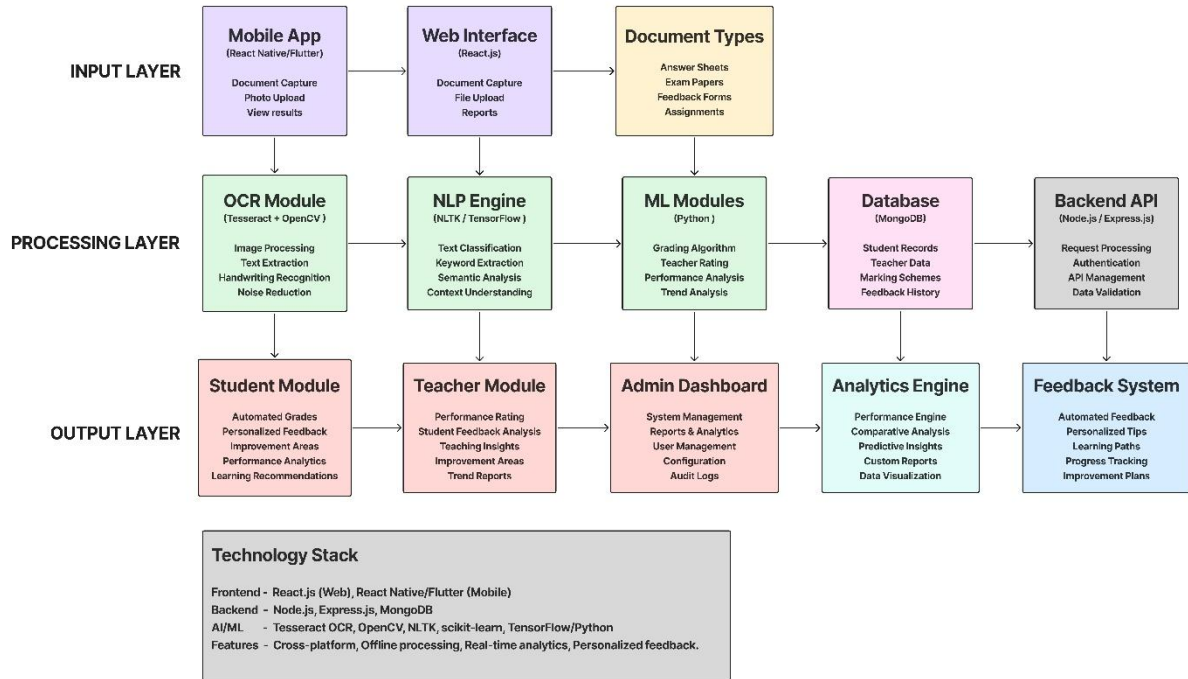 INPUT LAYER
Mobile App
(React Native/Flutter)
Document Capture
Photo Upload
View results
Web Interface
(React.js)
Document Capture
File Upload
Reports
Document Types
Answer Sheets
Exam Papers
Feedback Forms
Assignments
PROCESSING LAYER
OCR Module
(Tesseract + OpenCV )
Image Processing
Text Extraction
Handwriting Recognition
Noise Reduction
NLP Engine
(NLTK / TensorFlow )
Text Classification
Keyword Extraction
Semantic Analysis
Context Understanding
ML Modules
(Python )
Grading Algorithm
Teacher Rating
Performance Analysis
Trend Analysis
Database
(MongoDB)
Student Records
Teacher Data
Marking Schemes
Feedback History
Backend API
(Node.js / Express.js)
Request Processing
Authentication
API Management
Data Validation
OUTPUT LAYER
Student Module
Automated Grades
Personalized Feedback
Improvement Areas
Performance Analytics
Learning Recommendations
Teacher Module
Performance Rating
Student Feedback Analysis
Teaching Insights
Improvement Areas
Trend Reports
Admin Dashboard
System Management
Reports & Analytics
User Management
Configuration
Audit Logs
Analytics Engine
Performance Engine
Comparative Analysis
Predictive Insights
Custom Reports
Data Visualization
Feedback System
Automated Feedback
Personalized Tips
Learning Paths
Progress Tracking
Improvement Plans
Technology Stack
Frontend - React.js (Web), React Native/Flutter (Mobile)
Backend - Node.js, Express.js, MongoDB
AI/ML - Tesseract OCR, OpenCV, NLTK, scikit-learn, TensorFlow/Python
Features - Cross-platform, Offline processing, Real-time analytics, Personalized feedback.